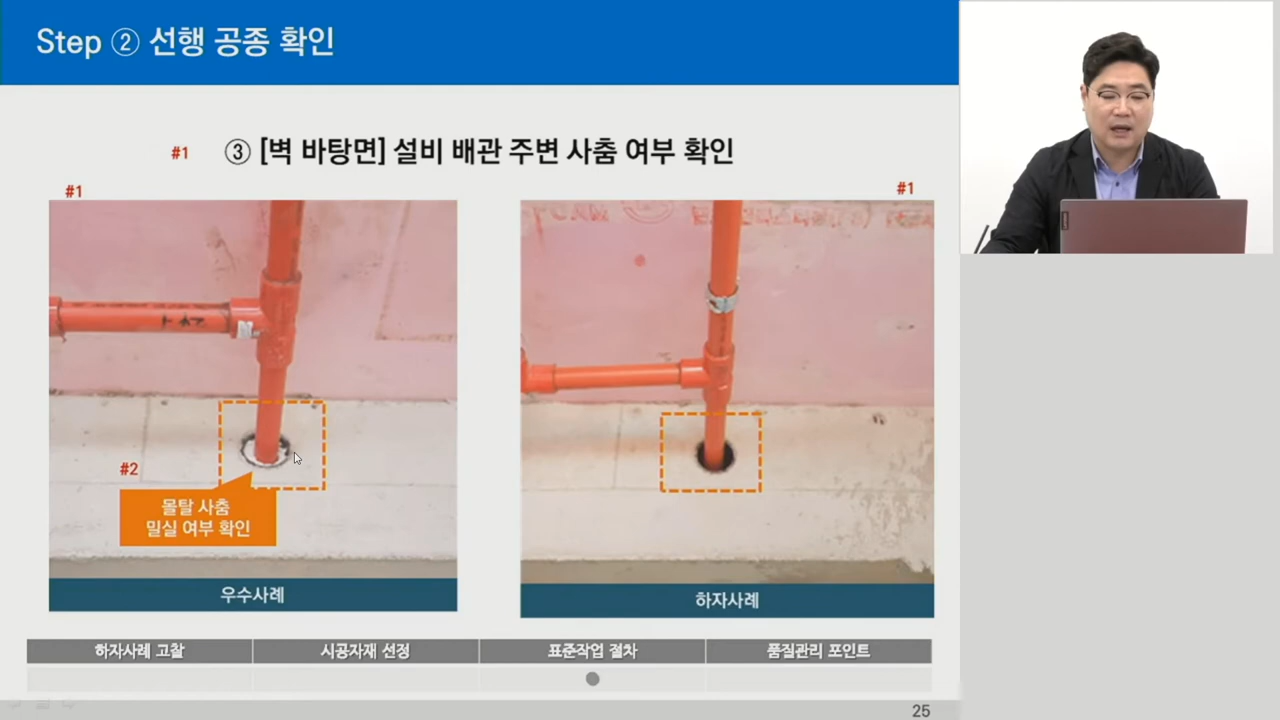 Step ② 선행 공종 확인
#1 ③ [벽 바탕면] 설비 배관 주변 사춤 여부 확인
#1
#1
#2
몰탈 사춤
밀실 여부 확인
우수사례
하자사례
하자사례 고찰
시공자재 선정
표준작업 절차
품질관리 포인트
25